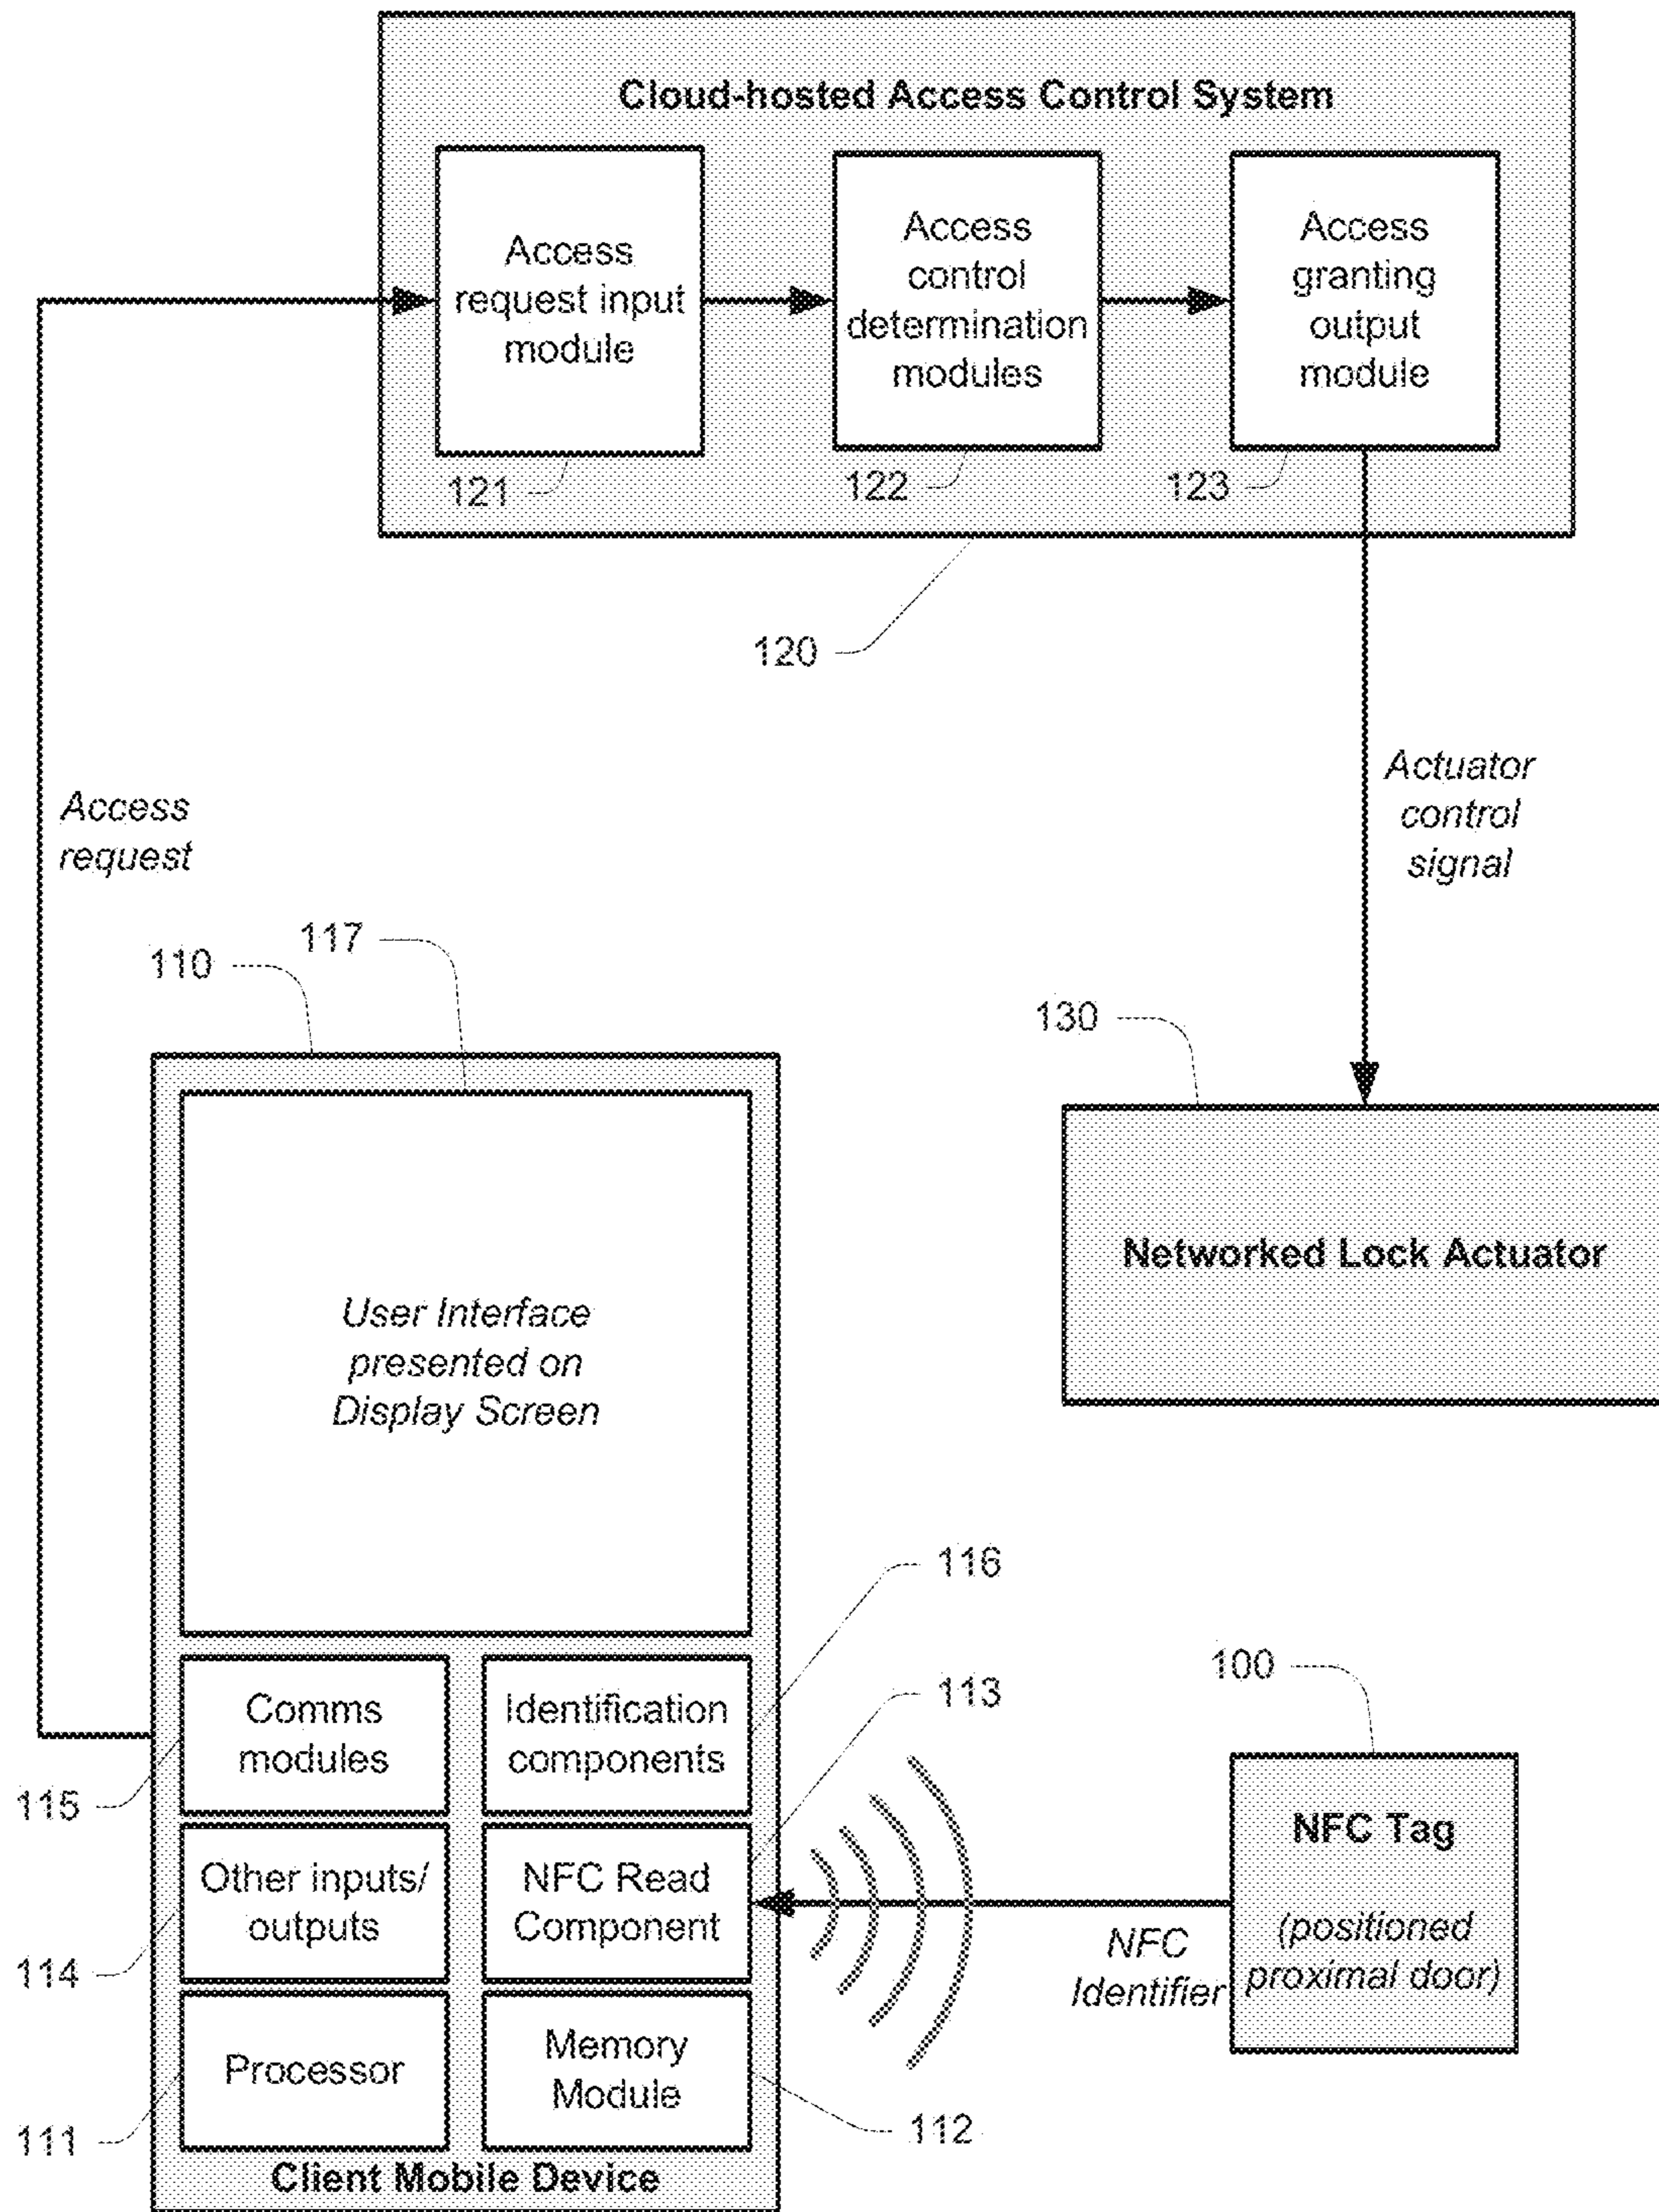 Cloud-hosted Access Control System
Access
request input
module
Access
control
determination
modules
Access
granting
output
module
121
122
123
120
Access
request
Actuator
control
signal
117
110
130
User Interface
presented on
Display Screen
Networked Lock Actuator
116
113
100
Comms
modules
Identification
components
115
Other inputs/
outputs
NFC Read
Component
114
Processor
Memory
Module
111
112
Client Mobile Device
NFC
Identifier
NFC Tag
(positioned
proximal door)